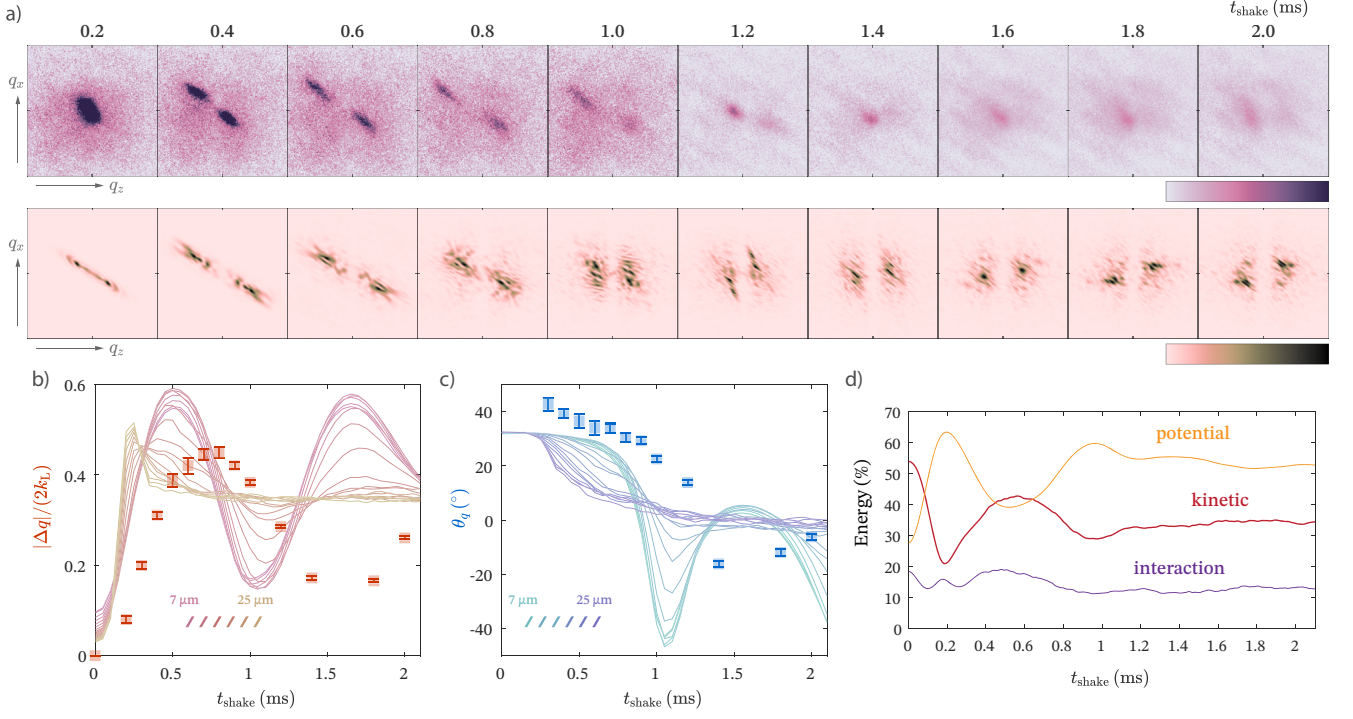 a)
t_shake (ms)
0.2 0.4 0.6 0.8 1.0 1.2 1.4 1.6 1.8 2.0
q_x
q_z
q_x
q_z
b)
0.6
0.4
0.2
0
|Δq|/(2k_L)
7 μm 25 μm
0 0.5 1 1.5 2
t_shake (ms)
c)
40
20
0
-20
-40
θ_q (°)
7 μm 25 μm
0 0.5 1 1.5 2
t_shake (ms)
d)
70
60
50
40
30
20
10
0
Energy (%)
potential
kinetic
interaction
0 0.2 0.4 0.6 0.8 1 1.2 1.4 1.6 1.8 2
t_shake (ms)